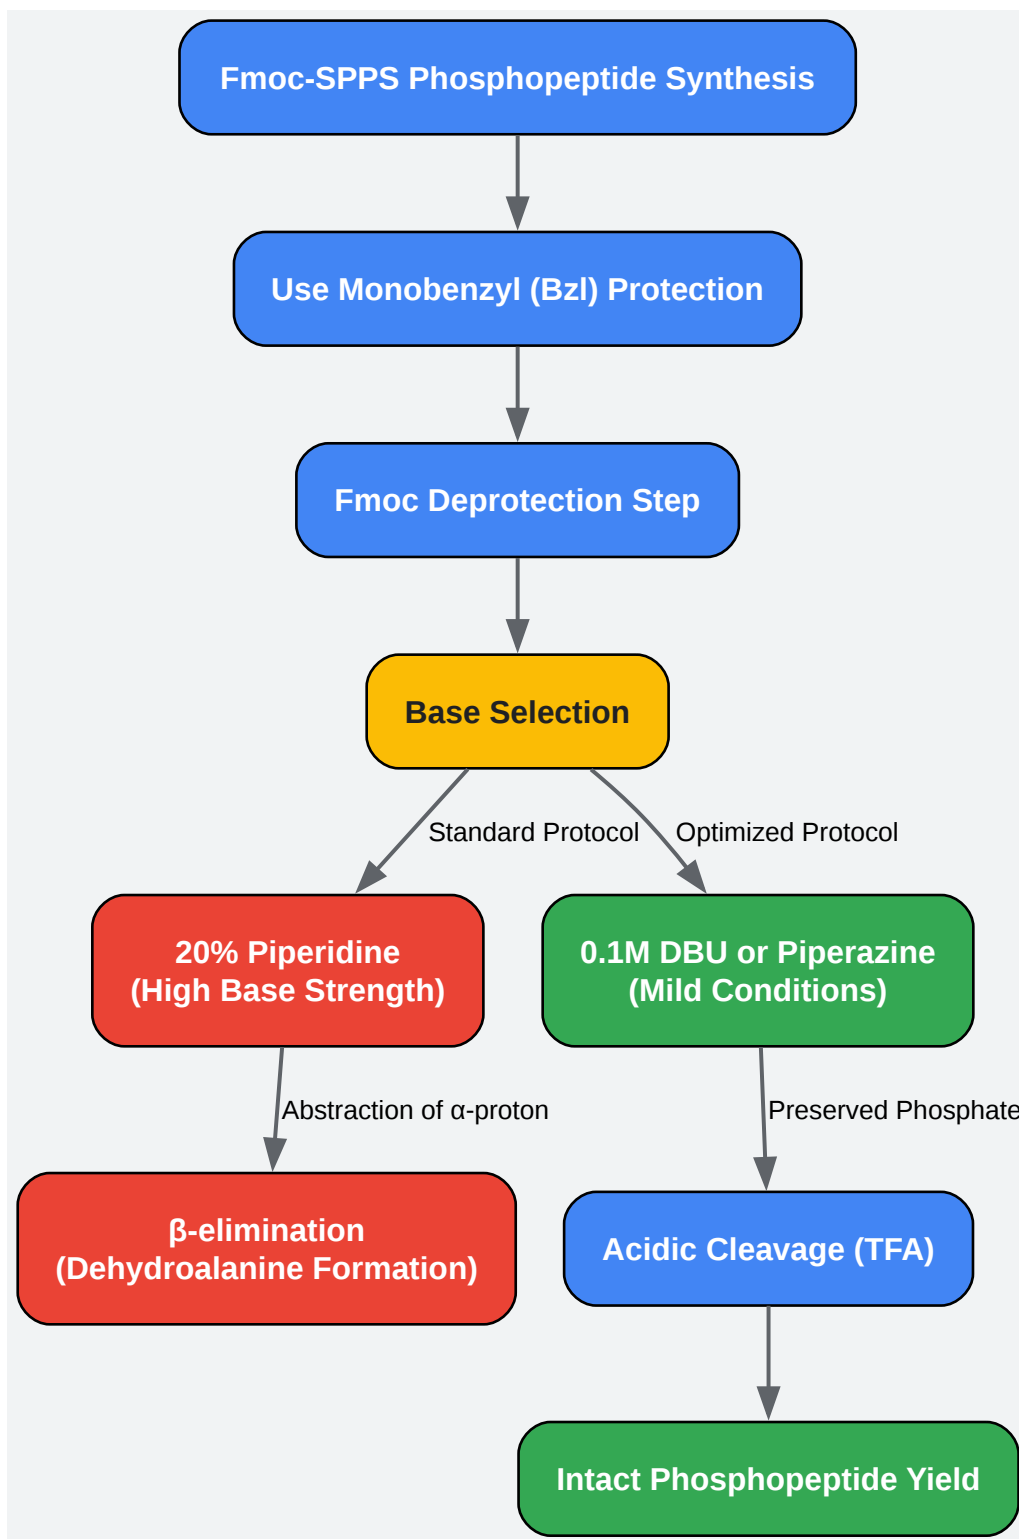 Fmoc-SPPS Phosphopeptide Synthesis
Use Monobenzyl (Bzl) Protection
Fmoc Deprotection Step
Base Selection
Standard Protocol
Optimized Protocol
20% Piperidine
(High Base Strength)
0.1M DBU or Piperazine
(Mild Conditions)
Abstraction of α-proton
Preserved Phosphate
β-elimination
(Dehydroalanine Formation)
Acidic Cleavage (TFA)
Intact Phosphopeptide Yield